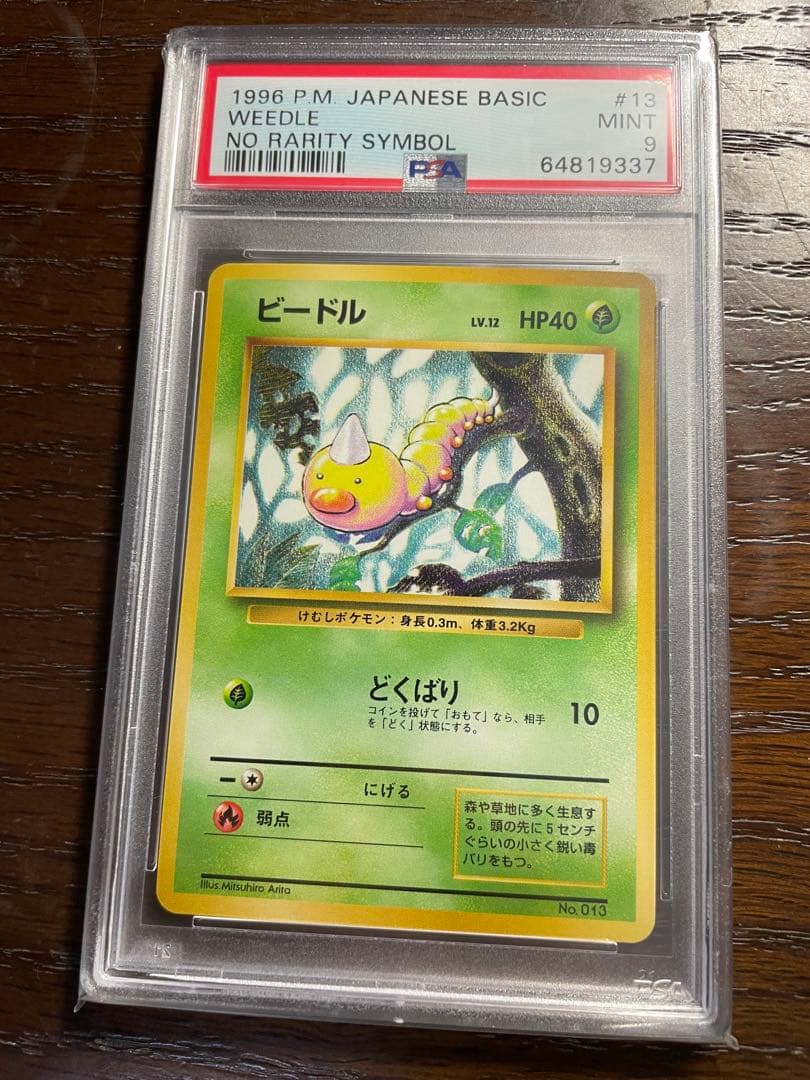 1996 P.M. JAPANESE BASIC #13
WEEDLE MINT
NO RARITY SYMBOL 9
PSA 64819337
ビードル LV.12 HP40
けむしポケモン：身長0.3m、体重3.2Kg
どくばり 10
コインを投げて「おもて」なら、相手
を「どく」状態にする。
にげる
弱点
森や草地に多く生息す
る。頭の先に5センチ
ぐらいの小さく鋭い毒
バリをもつ。
Illus.Mitsuhiro Arita
No.013